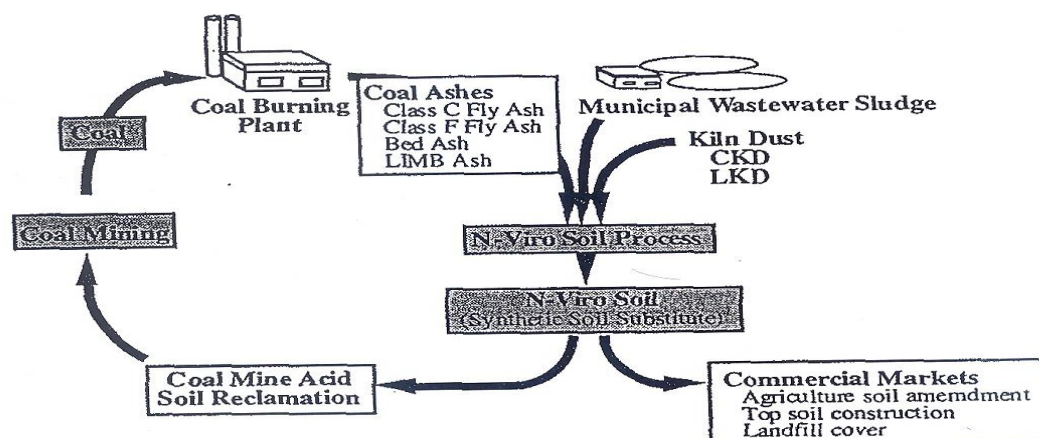 Coal Burning
Plant
Coal
Coal Ashes
Class C Fly Ash
Class F Fly Ash
Bed Ash
LIMB Ash
Municipal Wastewater Sludge
Kiln Dust
CKD
LKD
Coal Mining
N-Viro Soil Process
N-Viro Soil
(Synthetic Soil Substitute)
Coal Mine Acid
Soil Reclamation
Commercial Markets
Agriculture soil amemdment
Top soil construction
Landfill cover